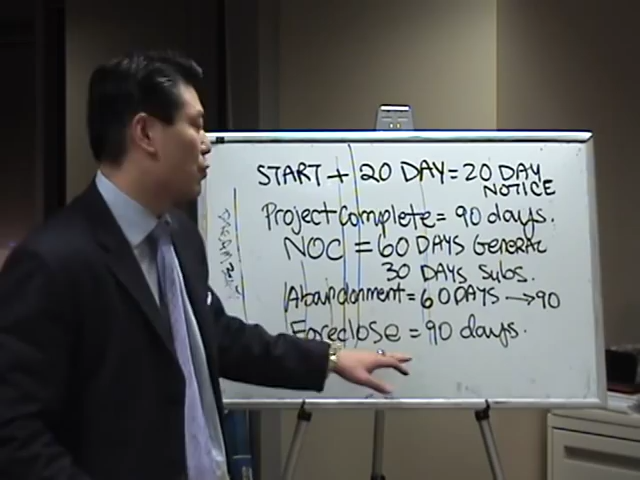 START + 20 DAY = 20 DAY
NOTICE
Project Complete = 90 days.
NOC = 60 DAYS GENERAL
30 DAYS Subs.
Abandonment = 60 DAYS → 90
Foreclose = 90 days.